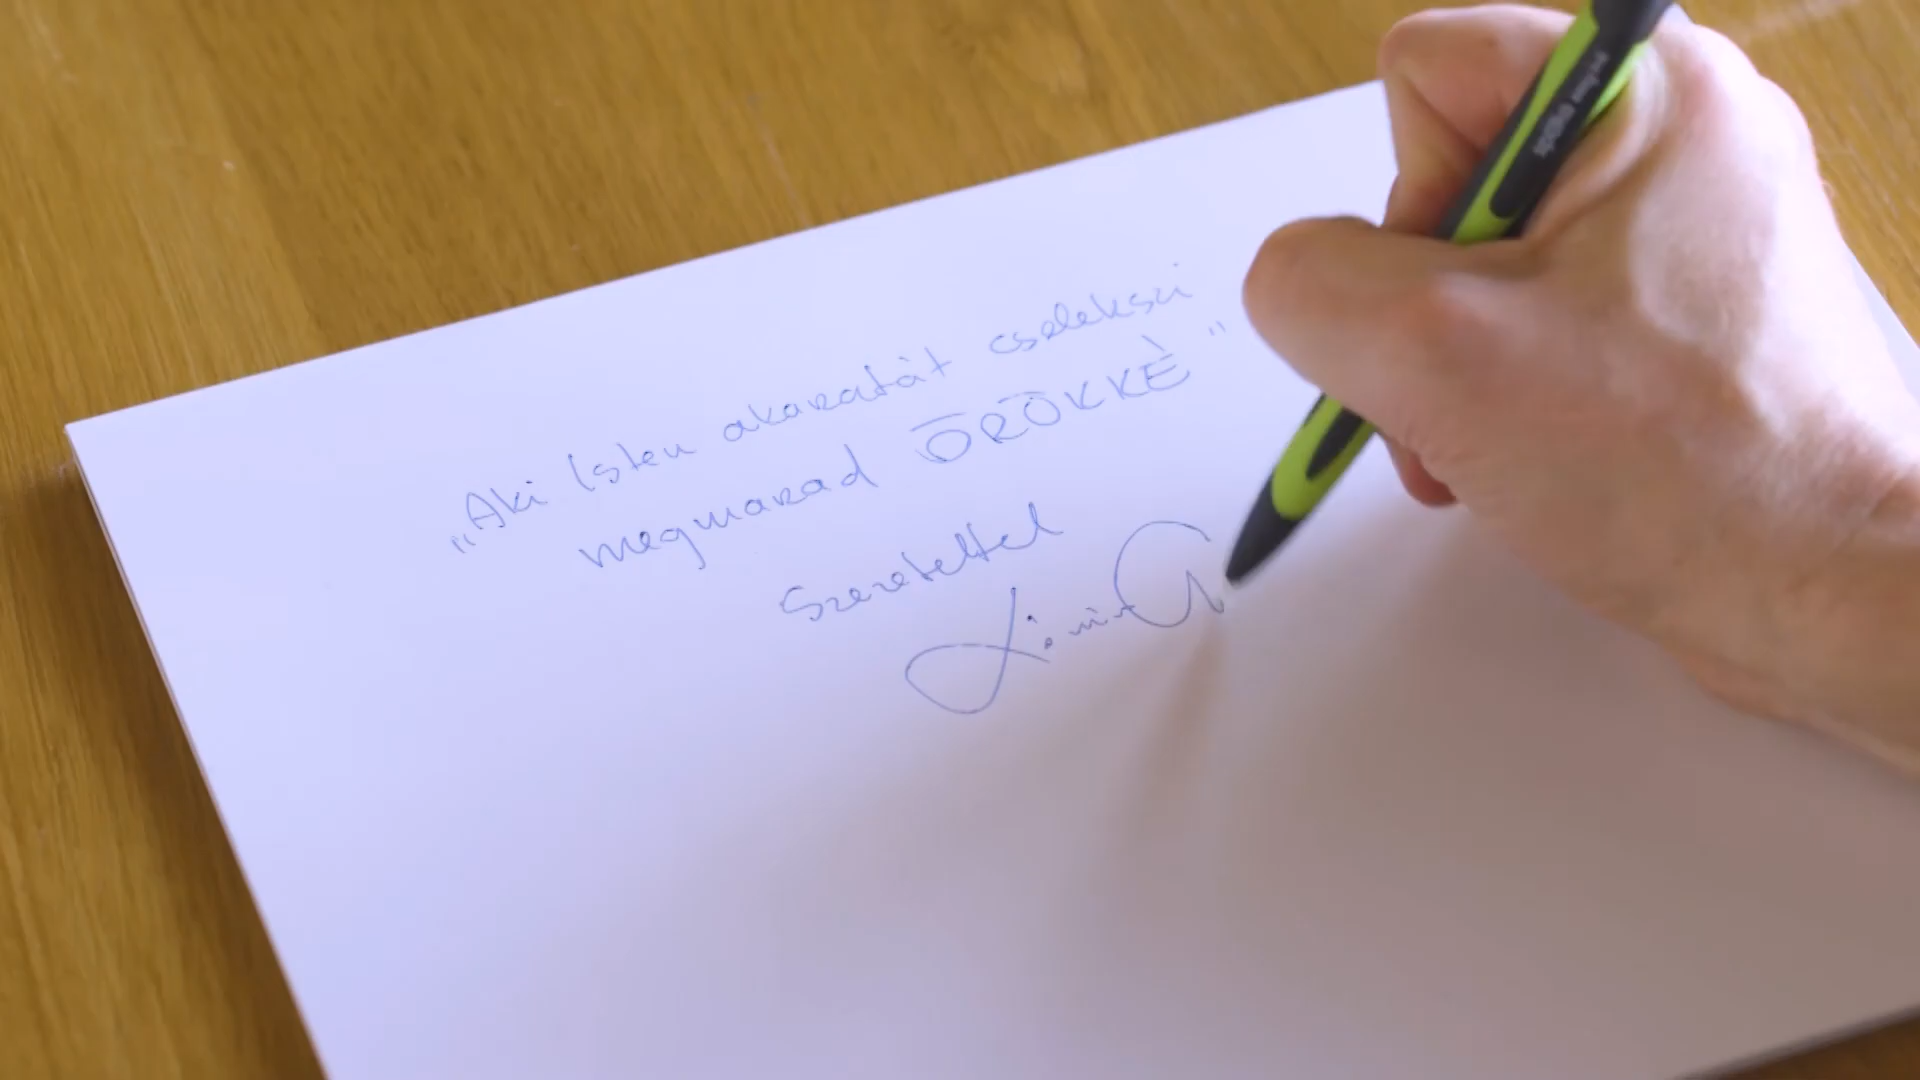 „Aki Isten akaratát cselekszi
megmarad ÖRÖKKÉ"
Szeretettel